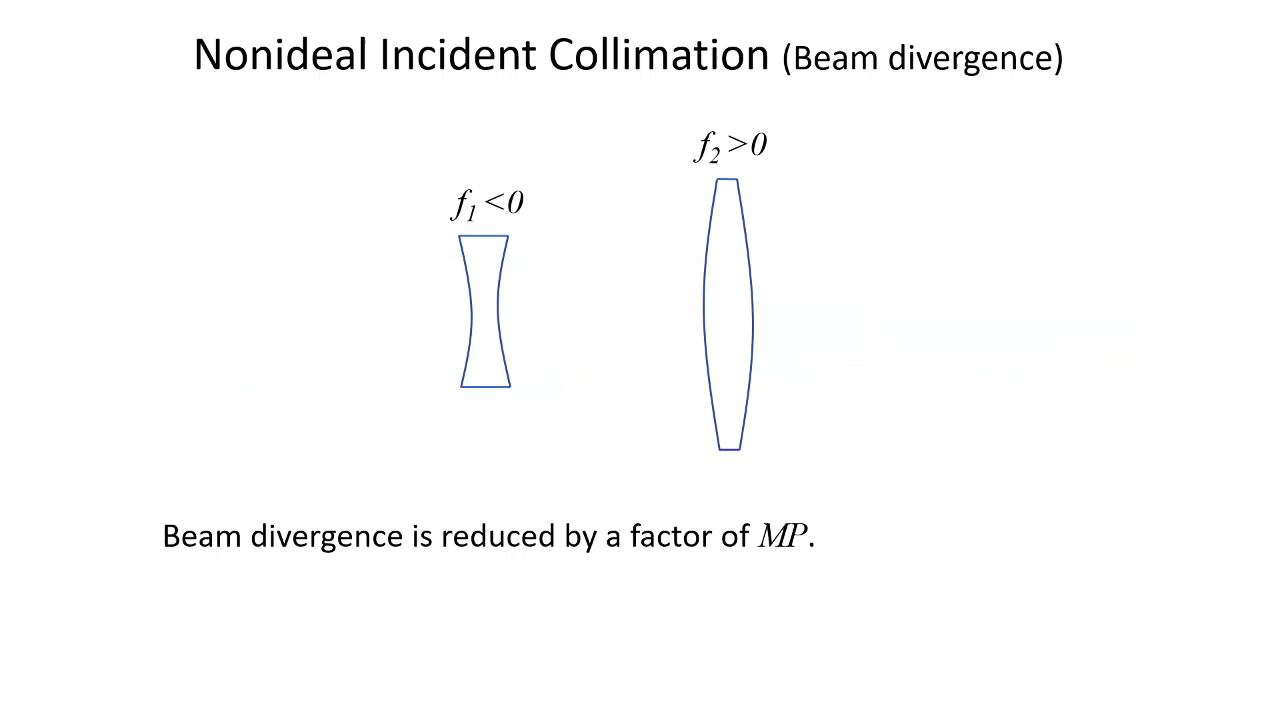 Nonideal Incident Collimation (Beam divergence)
f₂ >0
f₁ <0
Beam divergence is reduced by a factor of MP.